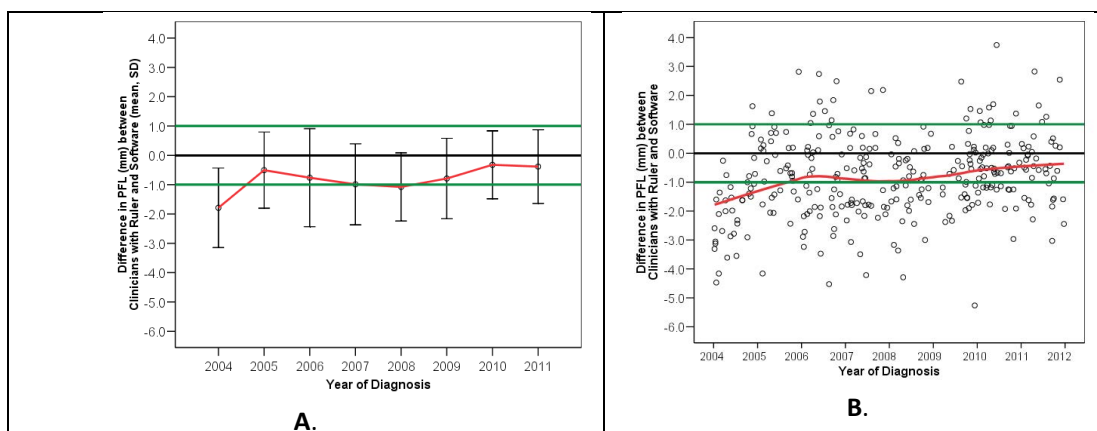 Difference in PFL (mm) between
Clinicians with Ruler and Software (mean, SD)
4.0
3.0
2.0
1.0
0.0
-1.0
-2.0
-3.0
-4.0
-5.0
-6.0
2004 2005 2006 2007 2008 2009 2010 2011
Year of Diagnosis
A.
Difference in PFL (mm) between
Clinicians with Ruler and Software
4.0
3.0
2.0
1.0
0.0
-1.0
-2.0
-3.0
-4.0
-5.0
-6.0
2004 2005 2006 2007 2008 2009 2010 2011 2012
Year of Diagnosis
B.